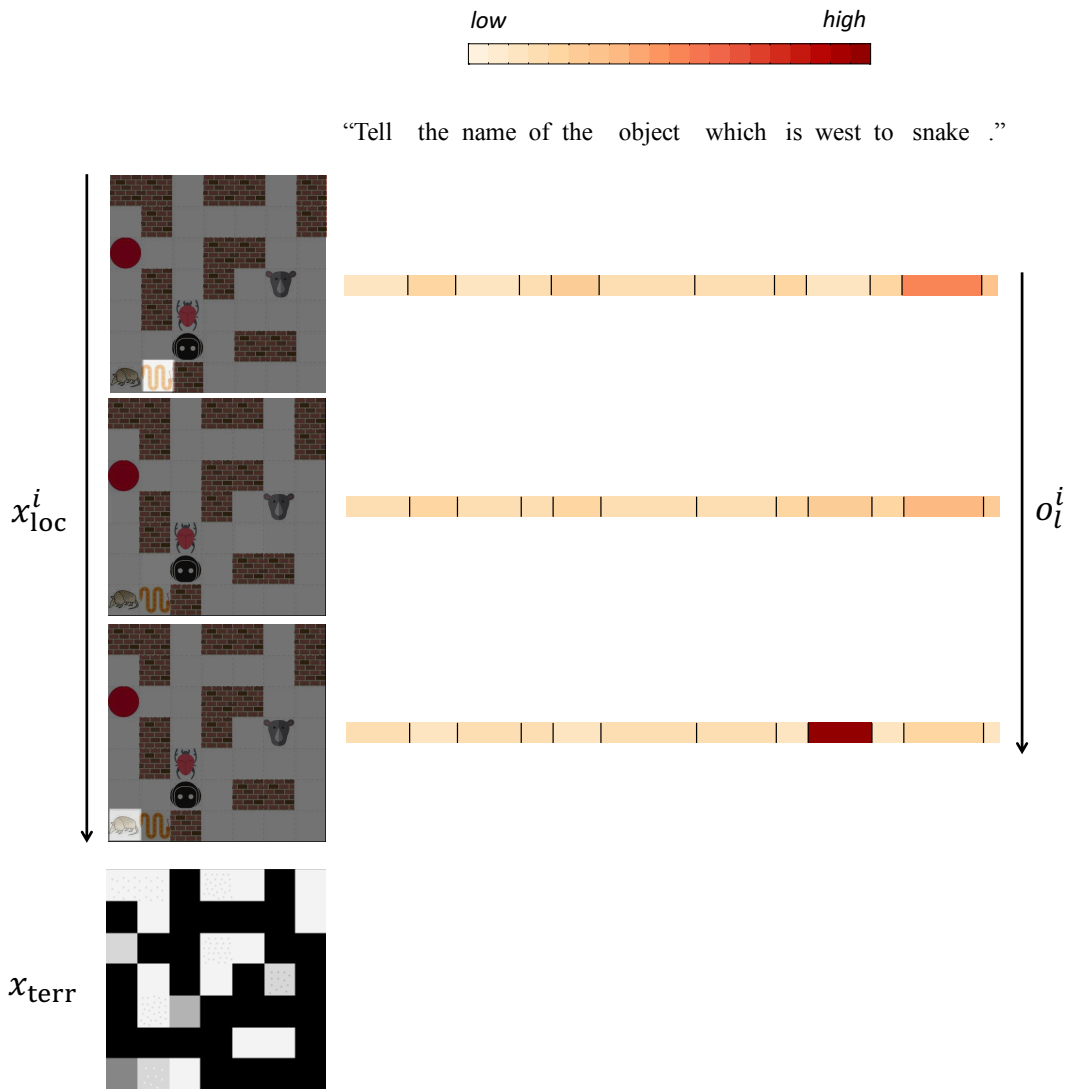 low high
“Tell the name of the object which is west to snake .”
x_loc^i
o_l^i
x_terr